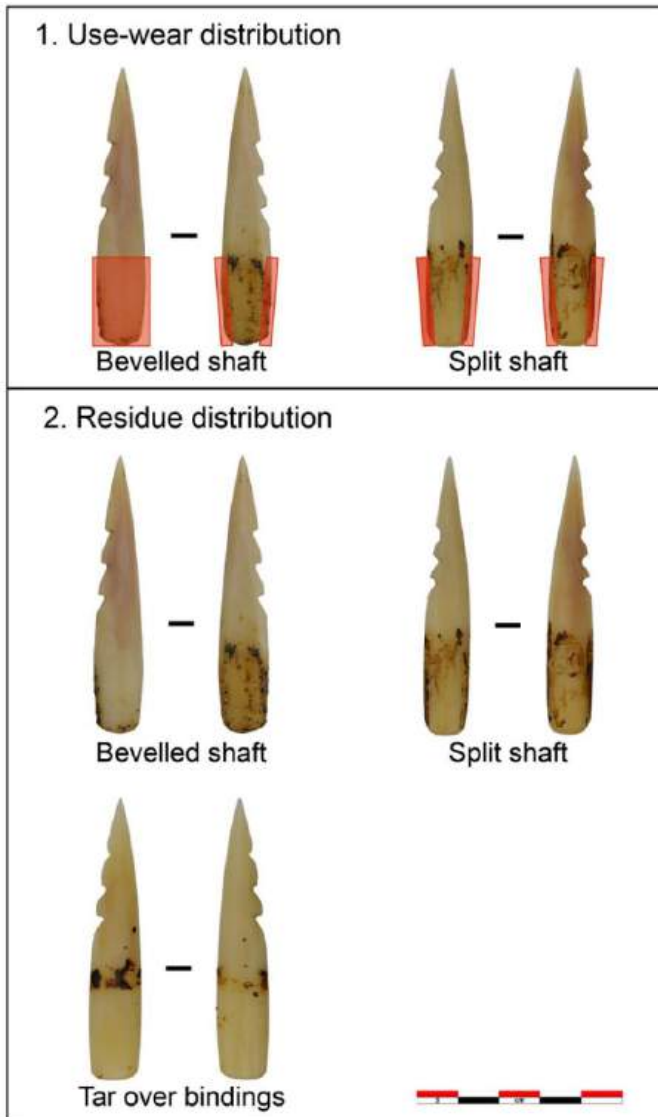 1. Use-wear distribution
Bevelled shaft
Split shaft
2. Residue distribution
Bevelled shaft
Split shaft
Tar over bindings